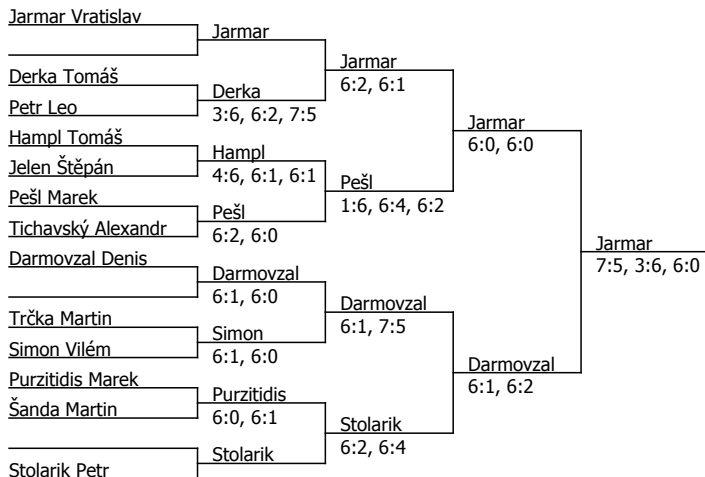 Jarmar Vratislav
Jarmar
Jarmar
6:2, 6:1
Derka Tomáš
Derka
3:6, 6:2, 7:5
Petr Leo
Jarmar
6:0, 6:0
Hampl Tomáš
Hampl
4:6, 6:1, 6:1
Jelen Štěpán
Pešl
1:6, 6:4, 6:2
Pešl Marek
Pešl
6:2, 6:0
Tichavský Alexandr
Jarmar
7:5, 3:6, 6:0
Darmovzal Denis
Darmovzal
6:1, 6:0
Darmovzal
6:1, 7:5
Trčka Martin
Simon
6:1, 6:0
Simon Vilém
Darmovzal
6:1, 6:2
Purzitidis Marek
Purzitidis
6:0, 6:1
Šanda Martin
Stolarik
6:2, 6:4
Stolarik
Stolarik Petr